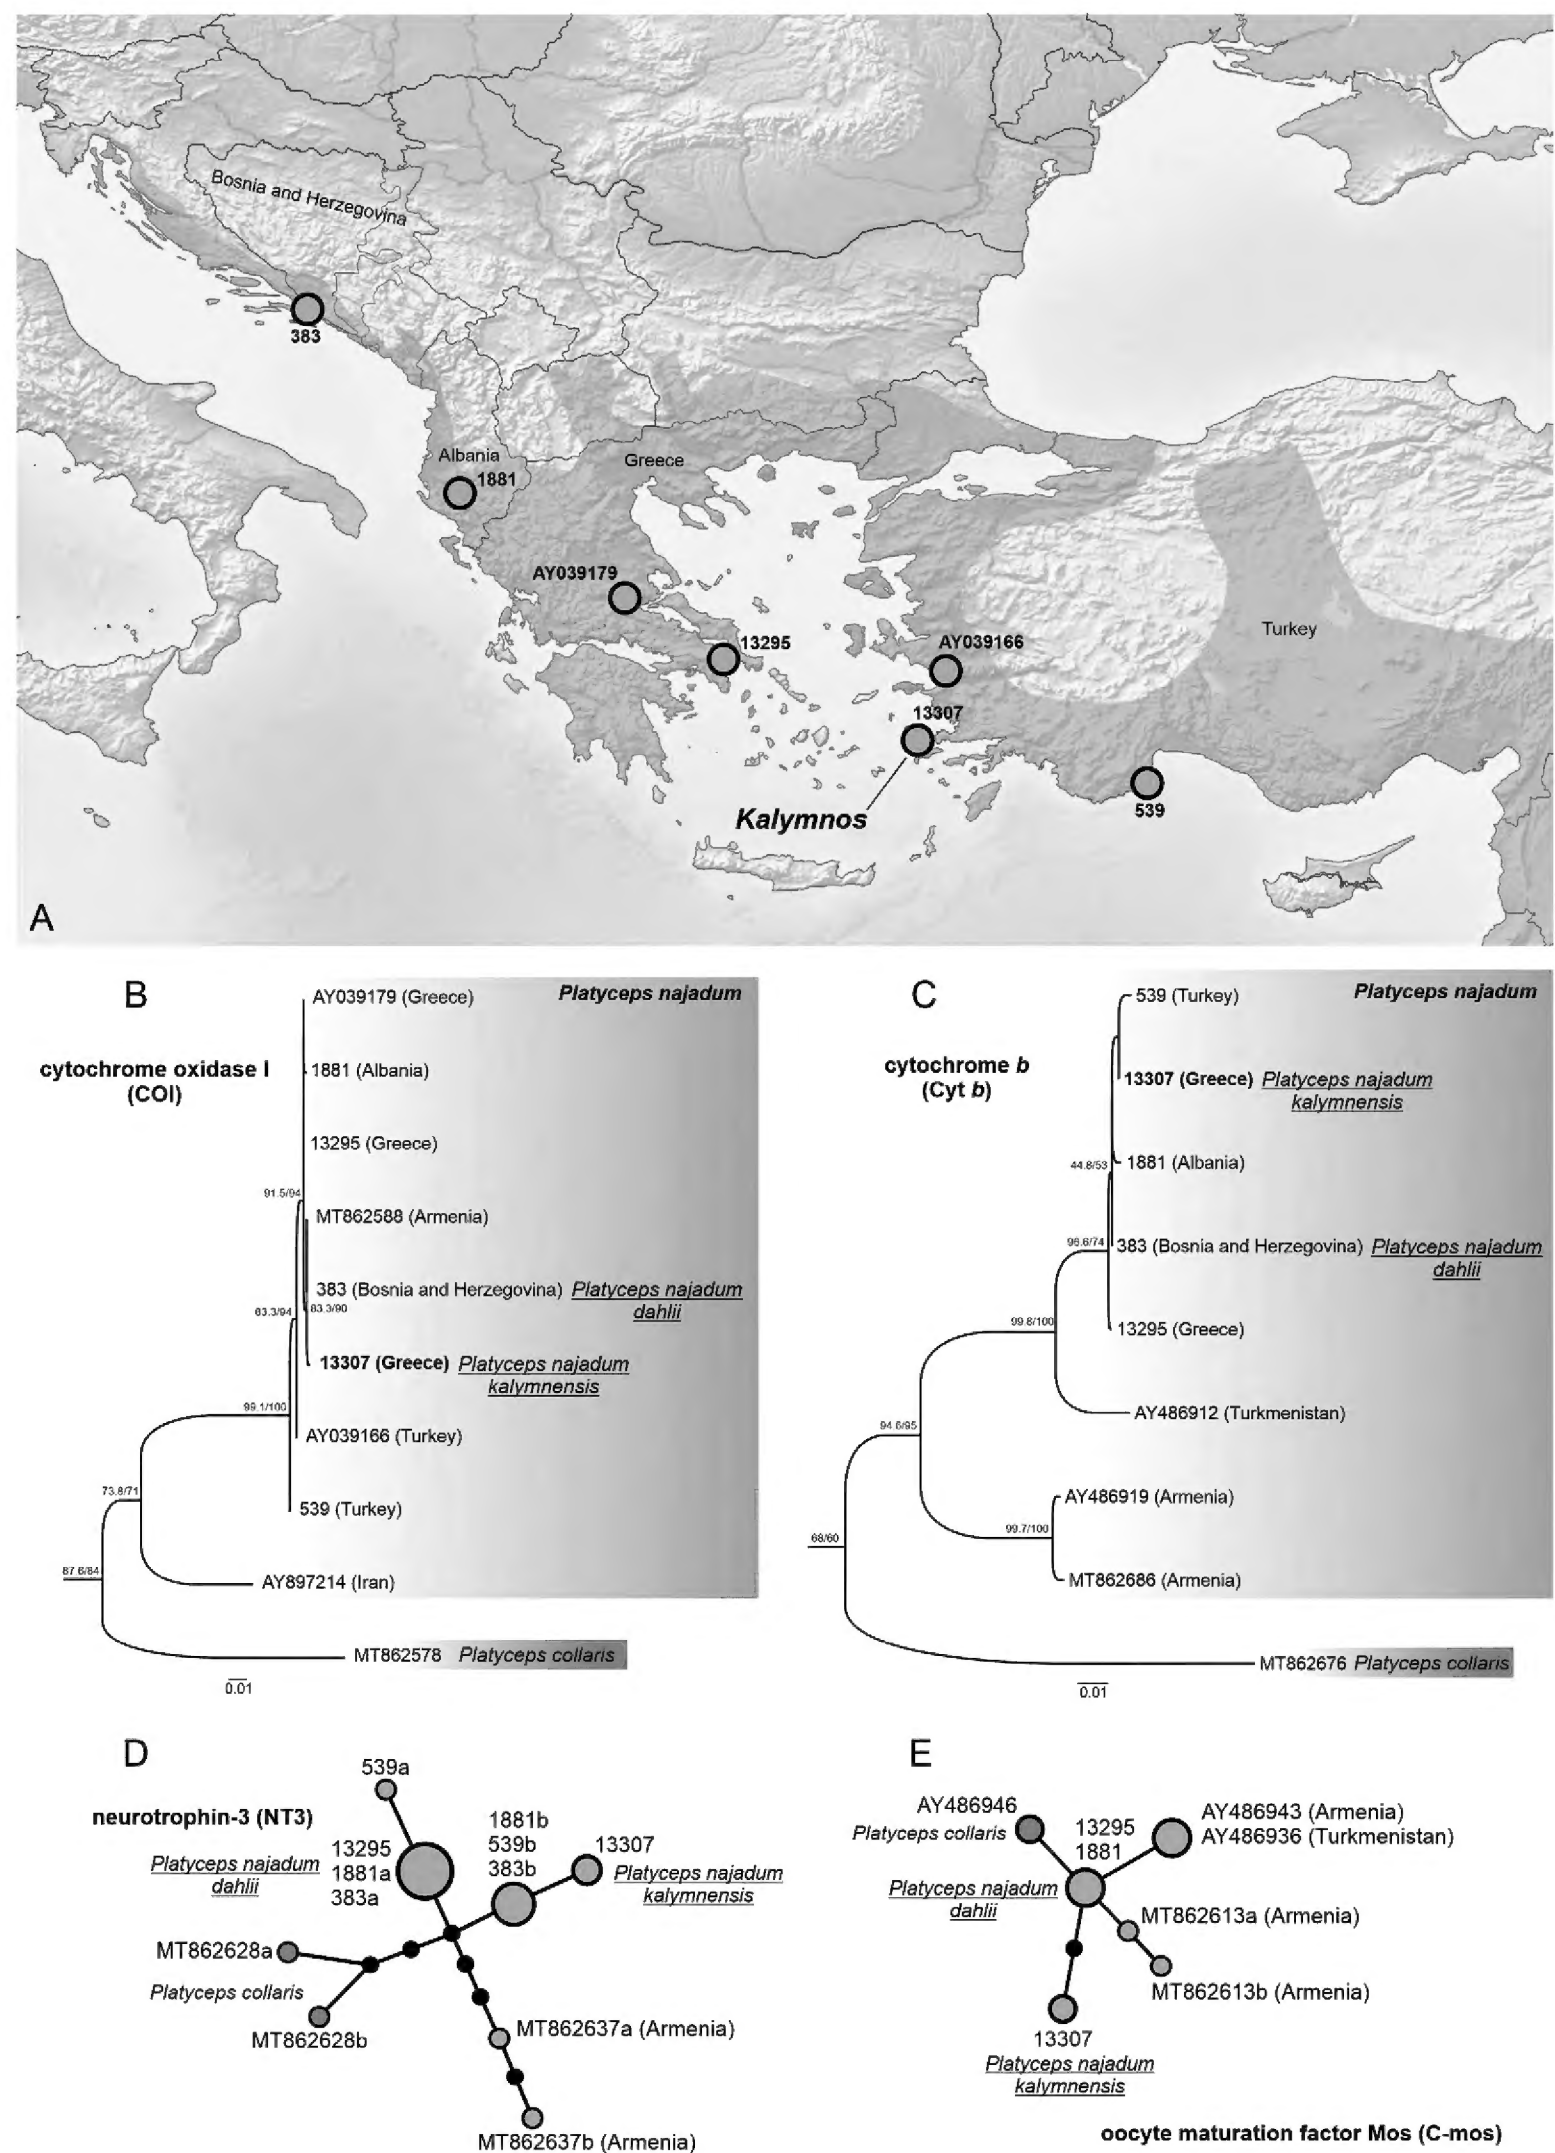 Bosnia and Herzegovina
383
Albania
1881
Greece
AY039179
13295
AY039166
Turkey
13307
Kalymnos
539
A
B
Platyceps najadum
cytochrome oxidase I
(COI)
AY039179 (Greece)
1881 (Albania)
13295 (Greece)
91.5/94
MT862588 (Armenia)
383 (Bosnia and Herzegovina) Platyceps najadum
dahlii
83.3/94
83.3/90
13307 (Greece) Platyceps najadum
kalymnensis
99.1/100
AY039166 (Turkey)
73.8/71
539 (Turkey)
87.6/84
AY897214 (Iran)
MT862578 Platyceps collaris
0.01
C
Platyceps najadum
cytochrome b
(Cyt b)
539 (Turkey)
13307 (Greece) Platyceps najadum
kalymnensis
44.8/53
1881 (Albania)
96.6/74
383 (Bosnia and Herzegovina) Platyceps najadum
dahlii
99.8/100
13295 (Greece)
AY486912 (Turkmenistan)
94.6/95
AY486919 (Armenia)
99.7/100
68/60
MT862686 (Armenia)
MT862676 Platyceps collaris
0.01
D
neurotrophin-3 (NT3)
539a
13295
1881a
383a
Platyceps najadum
dahlii
1881b
539b
383b
13307
Platyceps najadum
kalymnensis
MT862628a
Platyceps collaris
MT862628b
MT862637a (Armenia)
MT862637b (Armenia)
E
AY486946
Platyceps collaris
13295
1881
AY486943 (Armenia)
AY486936 (Turkmenistan)
Platyceps najadum
dahlii
MT862613a (Armenia)
MT862613b (Armenia)
13307
Platyceps najadum
kalymnensis
oocyte maturation factor Mos (C-mos)